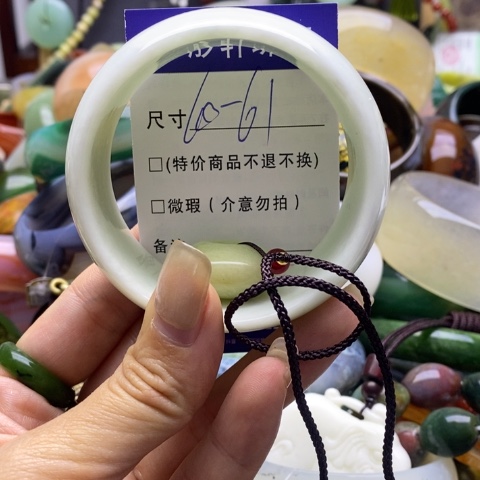 尺寸 60-61
□(特价商品不退不换)
□微瑕(介意勿拍)
备注